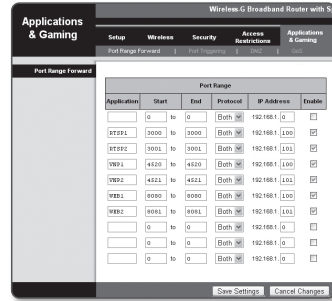 Wireless-G Broadband Router with S
Applications & Gaming
Setup Wireless Security Access Restrictions Applications & Gaming
Port Range Forward | Port Triggering | DMZ | QoS
Port Range Forward
Port Range
Application Start End Protocol IP Address Enable
0 to 0 Both 192.168.1. 0
RTSP1 3000 to 3000 Both 192.168.1. 100
RTSP2 3001 to 3001 Both 192.168.1. 101
VNP1 4520 to 4520 Both 192.168.1. 100
VNP2 4521 to 4521 Both 192.168.1. 101
WEB1 8080 to 8080 Both 192.168.1. 100
WEB2 8081 to 8081 Both 192.168.1. 101
0 to 0 Both 192.168.1. 0
0 to 0 Both 192.168.1. 0
0 to 0 Both 192.168.1. 0
Save Settings Cancel Changes